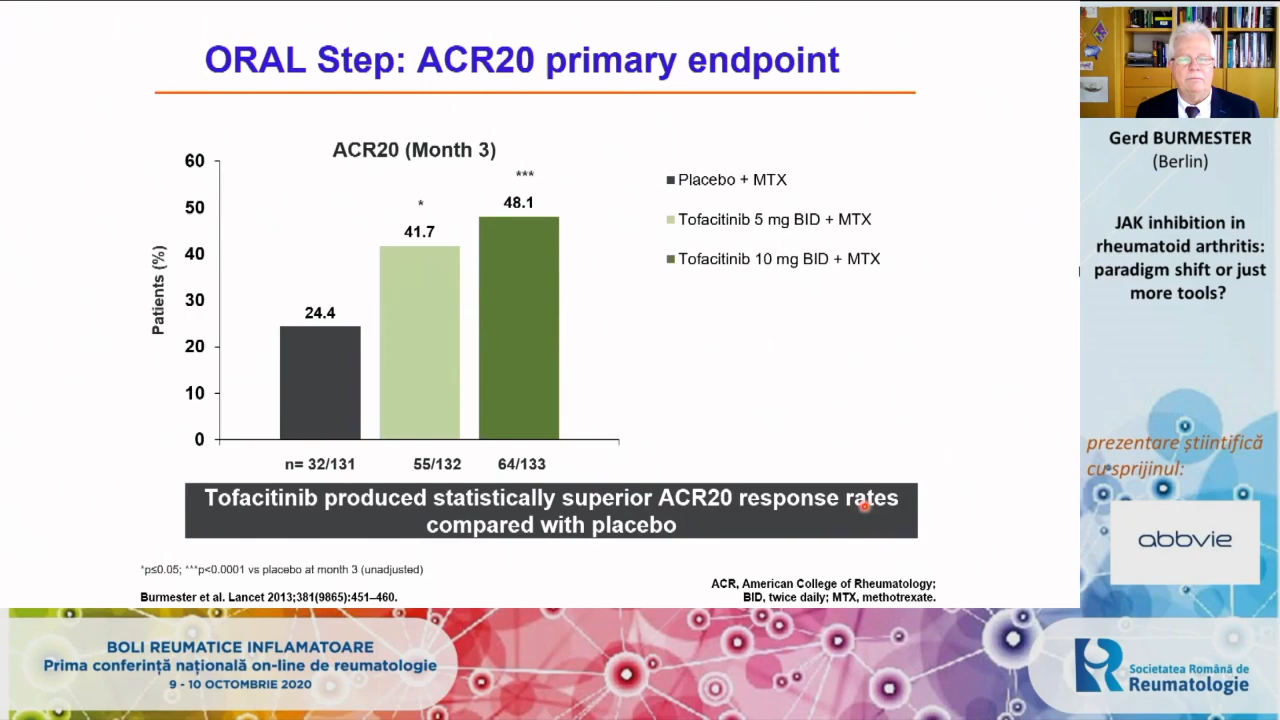 ORAL Step: ACR20 primary endpoint
ACR20 (Month 3)
Patients (%)
60
50
40
30
20
10
0
24.4
*
41.7
***
48.1
n= 32/131
55/132
64/133
Placebo + MTX
Tofacitinib 5 mg BID + MTX
Tofacitinib 10 mg BID + MTX
Tofacitinib produced statistically superior ACR20 response rates
compared with placebo
*p≤0.05; ***p<0.0001 vs placebo at month 3 (unadjusted)
Burmester et al. Lancet 2013;381(9865):451–460.
ACR, American College of Rheumatology;
BID, twice daily; MTX, methotrexate.
Gerd BURMESTER
(Berlin)
JAK inhibition in
rheumatoid arthritis:
paradigm shift or just
more tools?
prezentare științifică
cu sprijinul:
abbvie
BOLI REUMATICE INFLAMATOARE
Prima conferință națională on-line de reumatologie
9 - 10 OCTOMBRIE 2020
Societatea Română de
Reumatologie